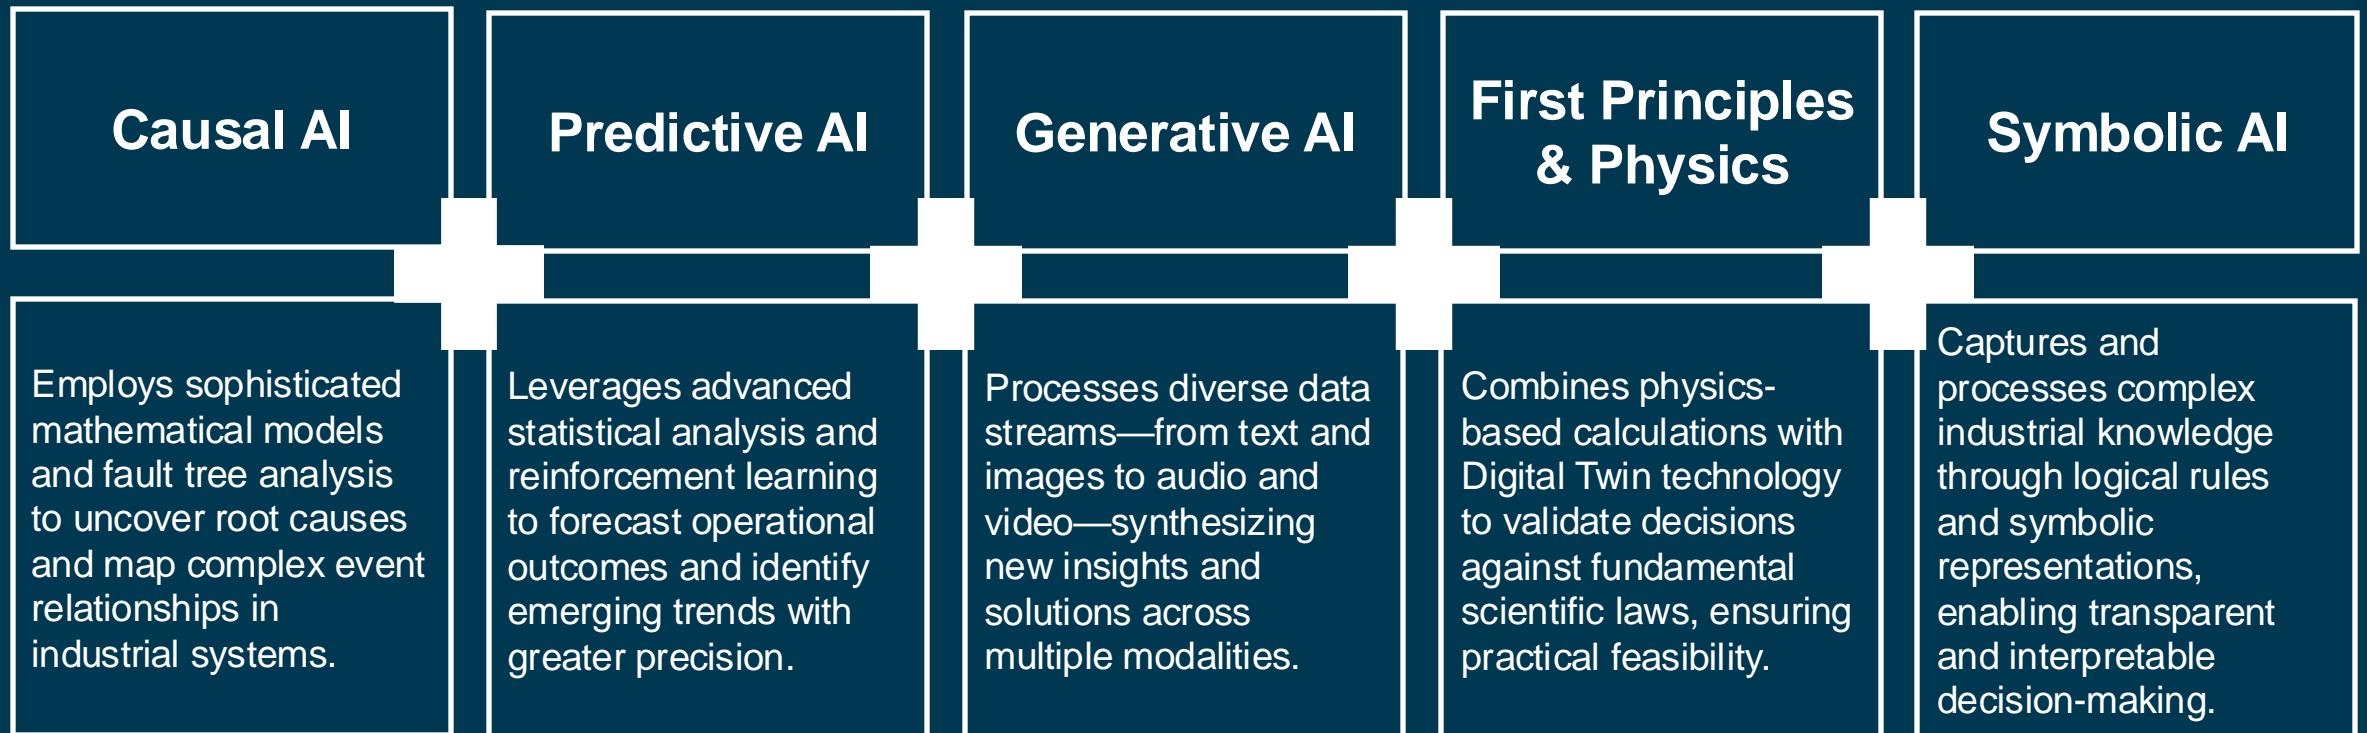 Causal AI
Employs sophisticated
mathematical models
and fault tree analysis
to uncover root causes
and map complex event
relationships in
industrial systems.
Predictive AI
Leverages advanced
statistical analysis and
reinforcement learning
to forecast operational
outcomes and identify
emerging trends with
greater precision.
Generative AI
Processes diverse data
streams—from text and
images to audio and
video—synthesizing
new insights and
solutions across
multiple modalities.
First Principles
& Physics
Combines physics-
based calculations with
Digital Twin technology
to validate decisions
against fundamental
scientific laws, ensuring
practical feasibility.
Symbolic AI
Captures and
processes complex
industrial knowledge
through logical rules
and symbolic
representations,
enabling transparent
and interpretable
decision-making.